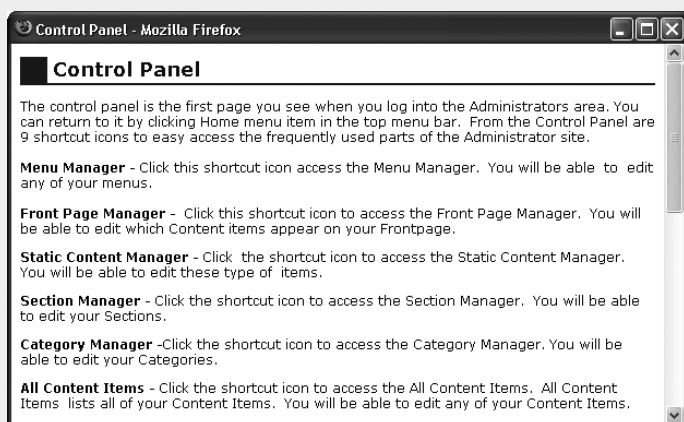 Control Panel - Mozilla Firefox
Control Panel
The control panel is the first page you see when you log into the Administrators area. You
can return to it by clicking Home menu item in the top menu bar. From the Control Panel are
9 shortcut icons to easy access the frequently used parts of the Administrator site.
Menu Manager - Click this shortcut icon access the Menu Manager. You will be able to edit
any of your menus.
Front Page Manager - Click this shortcut icon to access the Front Page Manager. You will
be able to edit which Content items appear on your Frontpage.
Static Content Manager - Click the shortcut icon to access the Static Content Manager.
You will be able to edit these type of items.
Section Manager - Click the shortcut icon to access the Section Manager. You will be able
to edit your Sections.
Category Manager -Click the shortcut icon to access the Category Manager. You will be
able to edit your Categories.
All Content Items - Click the shortcut icon to access the All Content Items. All Content
Items lists all of your Content Items. You will be able to edit any of your Content Items.